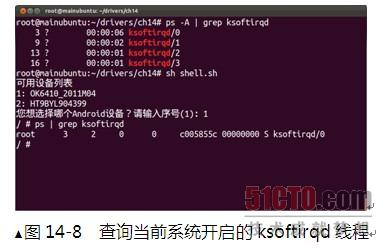 root@mainubuntu: ~/drivers/ch14
root@mainubuntu:~/drivers/ch14# ps -A | grep ksoftirqd
3 ? 00:00:06 ksoftirqd/0
9 ? 00:00:00 ksoftirqd/1
13 ? 00:00:01 ksoftirqd/2
16 ? 00:00:00 ksoftirqd/3
root@mainubuntu:~/drivers/ch14# sh shell.sh
可用设备列表
1: OK6410_2011M04
2: HT9BYL904399
您想选择哪个Android设备？请输入序号(1): 1
/ # ps | grep ksoftirqd
root 3 2 0 0 c005855c 00000000 S ksoftirqd/0
/ #
51CTO.com
▲图 14-8 查询当前系统开启的 ksoftirqd 线程